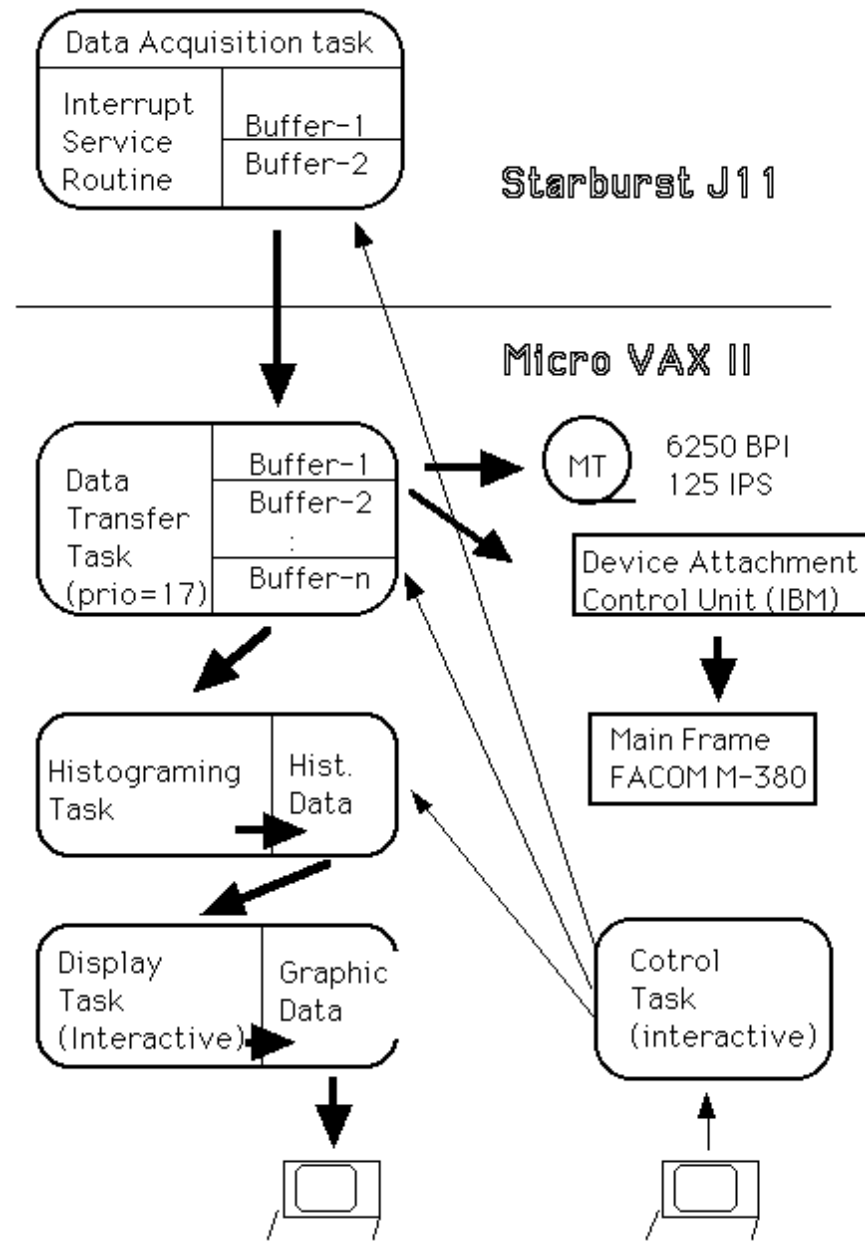 Data Acquisition task
Interrupt
Service
Routine
Buffer-1
Buffer-2
Starburst J11
Micro VAX II
Data
Transfer
Task
(prio=17)
Buffer-1
Buffer-2
:
Buffer-n
MT
6250 BPI
125 IPS
Device Attachment
Control Unit (IBM)
Main Frame
FACOM M-380
Histograming
Task
Hist.
Data
Display
Task
(Interactive)
Graphic
Data
Cotrol
Task
(interactive)